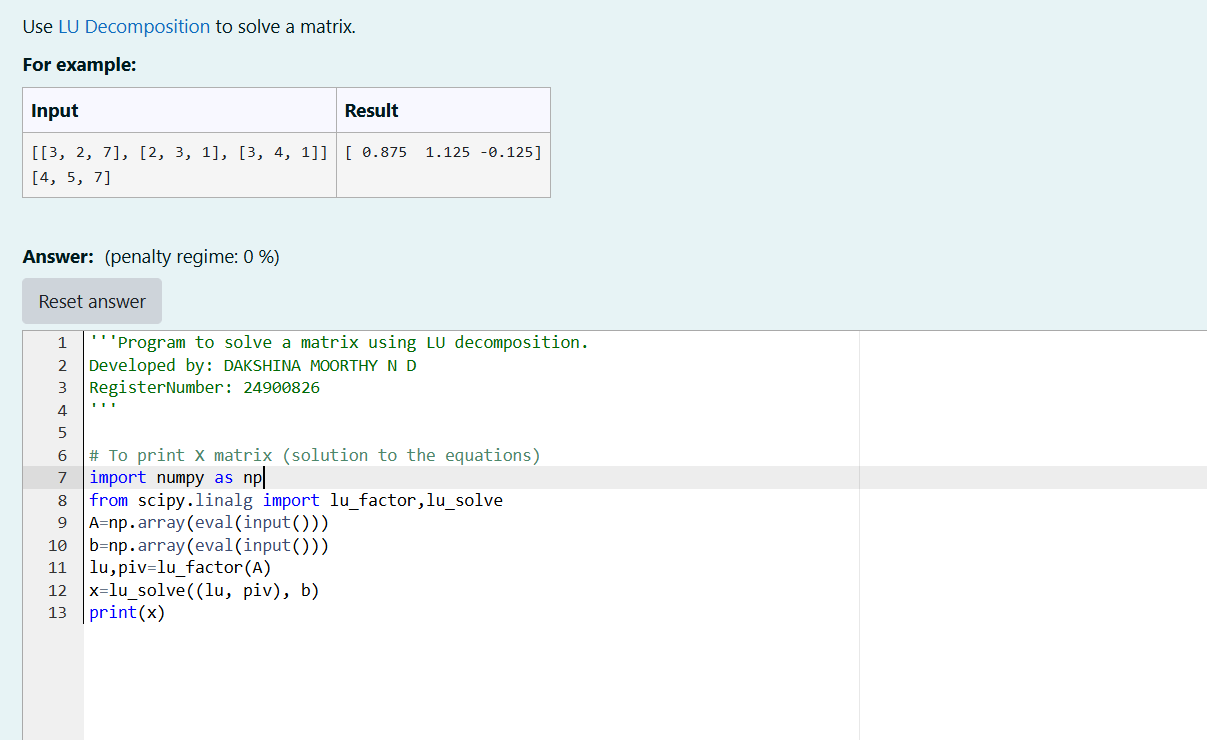 Use LU Decomposition to solve a matrix.
For example:
Input Result
[[3, 2, 7], [2, 3, 1], [3, 4, 1]] [ 0.875  1.125 -0.125]
[4, 5, 7]
Answer: (penalty regime: 0 %)
Reset answer
1 '''Program to solve a matrix using LU decomposition.
2 Developed by: DAKSHINA MOORTHY N D
3 RegisterNumber: 24900826
4 '''
5
6 # To print X matrix (solution to the equations)
7 import numpy as np
8 from scipy.linalg import lu_factor,lu_solve
9 A=np.array(eval(input()))
10 b=np.array(eval(input()))
11 lu,piv=lu_factor(A)
12 x=lu_solve((lu, piv), b)
13 print(x)